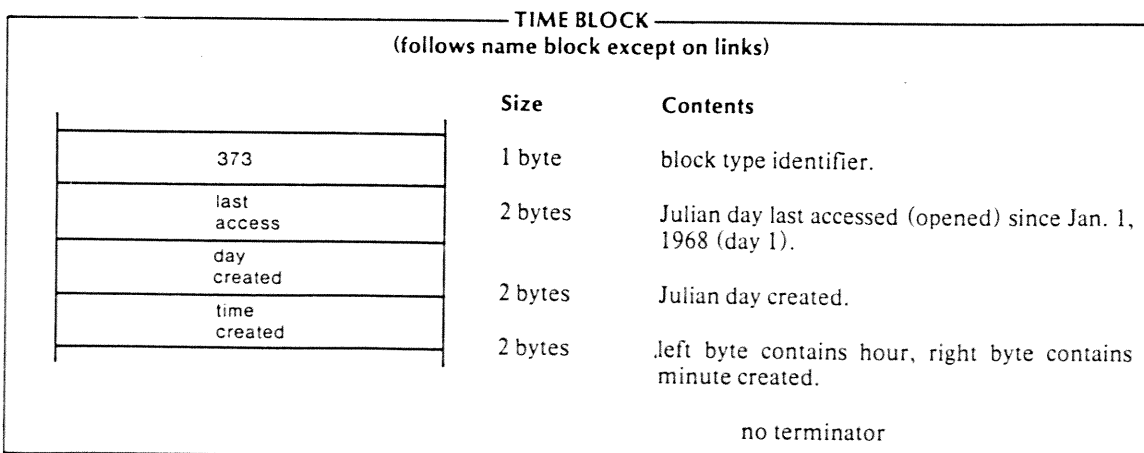 TIME BLOCK
(follows name block except on links)
Size Contents
373 1 byte block type identifier.
last
access 2 bytes Julian day last accessed (opened) since Jan. 1,
1968 (day 1).
day
created 2 bytes Julian day created.
time
created 2 bytes left byte contains hour, right byte contains
minute created.
no terminator